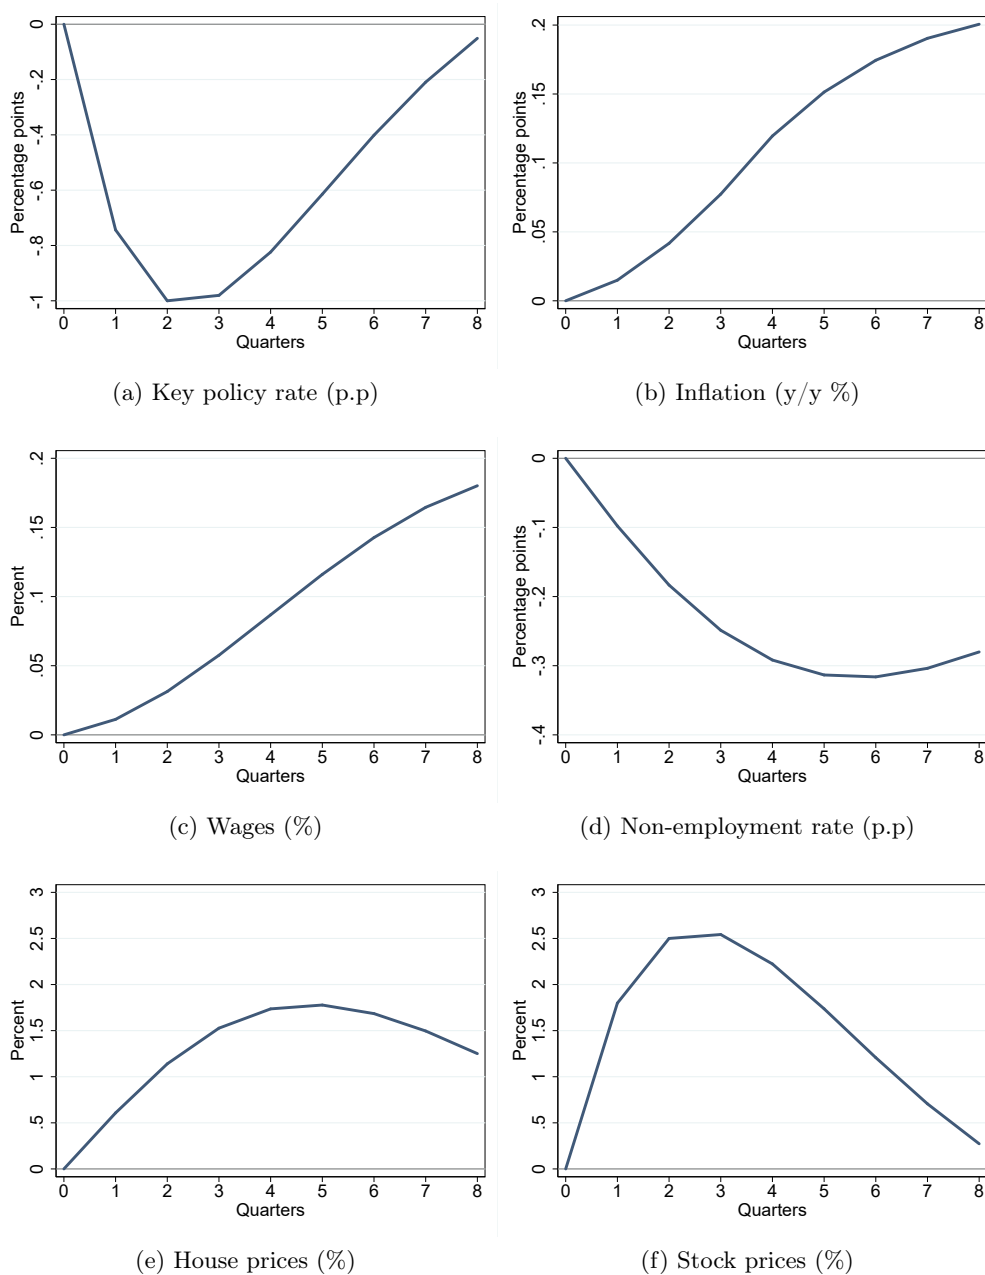 Percentage points
0
-.2
-.4
-.6
-.8
-1
0 1 2 3 4 5 6 7 8
Quarters
(a) Key policy rate (p.p)
Percentage points
.2
.15
.1
.05
0
0 1 2 3 4 5 6 7 8
Quarters
(b) Inflation (y/y %)
Percent
.2
.15
.1
.05
0
0 1 2 3 4 5 6 7 8
Quarters
(c) Wages (%)
Percentage points
0
-.1
-.2
-.3
-.4
0 1 2 3 4 5 6 7 8
Quarters
(d) Non-employment rate (p.p)
Percent
3
2.5
2
1.5
1
.5
0
0 1 2 3 4 5 6 7 8
Quarters
(e) House prices (%)
Percent
3
2.5
2
1.5
1
.5
0
0 1 2 3 4 5 6 7 8
Quarters
(f) Stock prices (%)